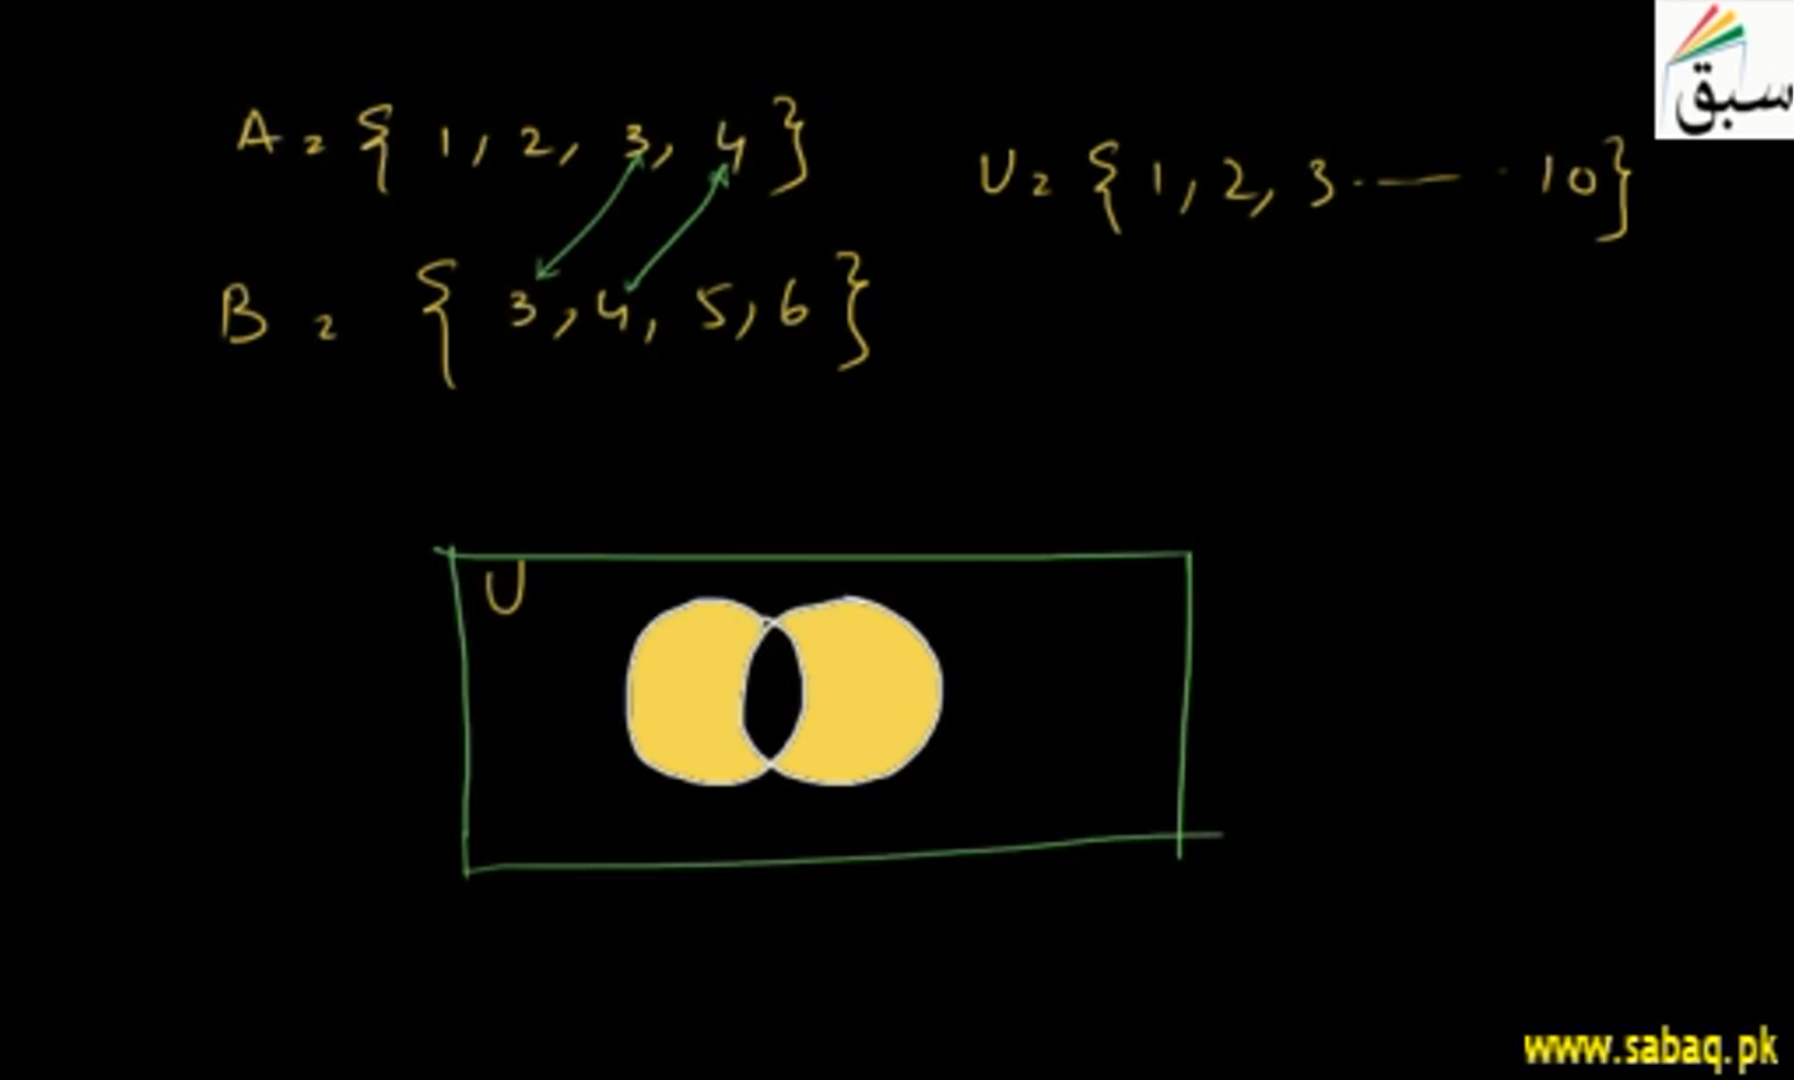 A = { 1, 2, 3, 4 }
U = { 1, 2, 3 .— . 10 }
B = { 3, 4, 5, 6 }
U
سبق
www.sabaq.pk